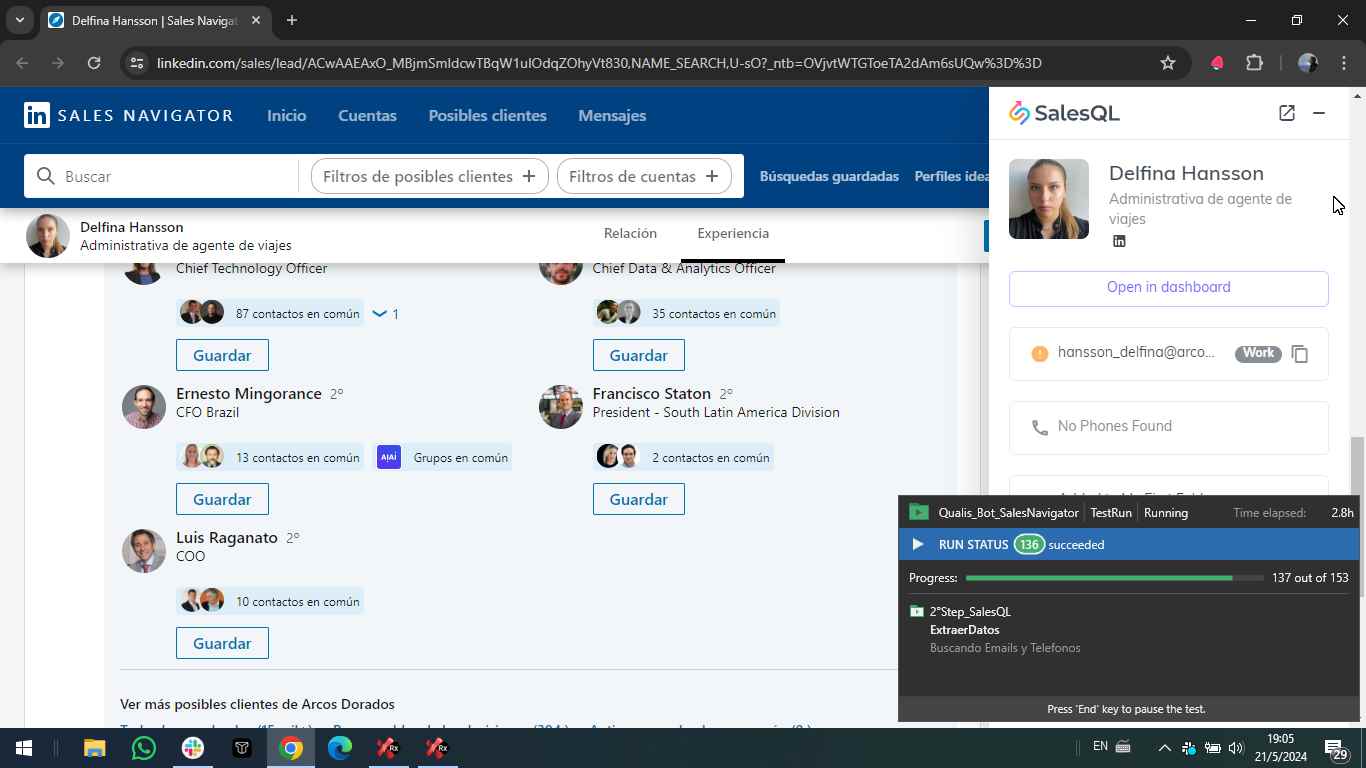 Delfina Hansson | Sales Navigat
linkedin.com/sales/lead/ACwAAEAxO_MBjmSmIdcwTBqW1ulOdqZOhyVt830,NAME_SEARCH,U-sO?_ntb=OVjvtWTGToeTA2dAm6sUQw%3D%3D
in SALES NAVIGATOR
Inicio
Cuentas
Posibles clientes
Mensajes
Buscar
Filtros de posibles clientes +
Filtros de cuentas +
Búsquedas guardadas
Perfiles idea
Delfina Hansson
Administrativa de agente de viajes
Relación
Experiencia
Chief Technology Officer
87 contactos en común
1
Guardar
Chief Data & Analytics Officer
35 contactos en común
Guardar
Ernesto Mingorance 2º
CFO Brazil
13 contactos en común
AIAI
Grupos en común
Guardar
Francisco Staton 2º
President - South Latin America Division
2 contactos en común
Guardar
Luis Raganato 2º
COO
10 contactos en común
Guardar
Ver más posibles clientes de Arcos Dorados
SalesQL
Delfina Hansson
Administrativa de agente de
viajes
in
Open in dashboard
hansson_delfina@arco...
Work
No Phones Found
Qualis_Bot_SalesNavigator
TestRun
Running
Time elapsed:
2.8h
RUN STATUS 136 succeeded
Progress:
137 out of 153
2°Step_SalesQL
ExtraerDatos
Buscando Emails y Telefonos
Press 'End' key to pause the test.
Rx
Rx
EN
19:05
21/5/2024
29